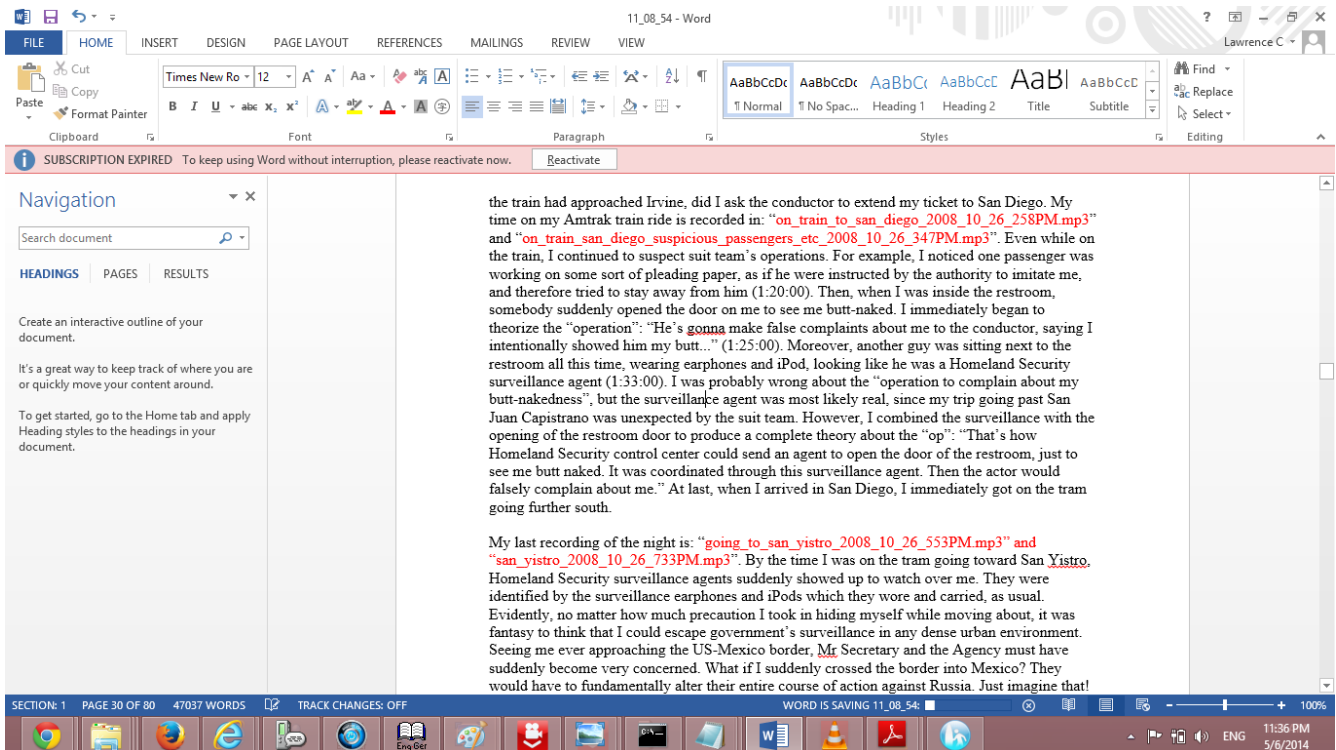 11_08_54 - Word
FILE HOME INSERT DESIGN PAGE LAYOUT REFERENCES MAILINGS REVIEW VIEW
Lawrence C
Cut
Copy
Format Painter
Paste
Times New Ro 12
AaBbCcDc AaBbCcDc AaBbCc AaBbCcC AaBl AaBbCcD
¶ Normal ¶ No Spac... Heading 1 Heading 2 Title Subtitle
Find
Replace
Select
Clipboard Font Paragraph Styles Editing
SUBSCRIPTION EXPIRED To keep using Word without interruption, please reactivate now. Reactivate
Navigation
Search document
HEADINGS PAGES RESULTS
Create an interactive outline of your
document.
It's a great way to keep track of where you are
or quickly move your content around.
To get started, go to the Home tab and apply
Heading styles to the headings in your
document.
the train had approached Irvine, did I ask the conductor to extend my ticket to San Diego. My
time on my Amtrak train ride is recorded in: “on_train_to_san_diego_2008_10_26_258PM.mp3”
and “on_train_san_diego_suspicious_passengers_etc_2008_10_26_347PM.mp3”. Even while on
the train, I continued to suspect suit team’s operations. For example, I noticed one passenger was
working on some sort of pleading paper, as if he were instructed by the authority to imitate me,
and therefore tried to stay away from him (1:20:00). Then, when I was inside the restroom,
somebody suddenly opened the door on me to see me butt-naked. I immediately began to
theorize the “operation”: “He’s gonna make false complaints about me to the conductor, saying I
intentionally showed him my butt...” (1:25:00). Moreover, another guy was sitting next to the
restroom all this time, wearing earphones and iPod, looking like he was a Homeland Security
surveillance agent (1:33:00). I was probably wrong about the “operation to complain about my
butt-nakedness”, but the surveillance agent was most likely real, since my trip going past San
Juan Capistrano was unexpected by the suit team. However, I combined the surveillance with the
opening of the restroom door to produce a complete theory about the “op”: “That’s how
Homeland Security control center could send an agent to open the door of the restroom, just to
see me butt naked. It was coordinated through this surveillance agent. Then the actor would
falsely complain about me.” At last, when I arrived in San Diego, I immediately got on the tram
going further south.
My last recording of the night is: “going_to_san_yistro_2008_10_26_553PM.mp3” and
“san_yistro_2008_10_26_733PM.mp3”. By the time I was on the tram going toward San Yistro,
Homeland Security surveillance agents suddenly showed up to watch over me. They were
identified by the surveillance earphones and iPods which they wore and carried, as usual.
Evidently, no matter how much precaution I took in hiding myself while moving about, it was
fantasy to think that I could escape government’s surveillance in any dense urban environment.
Seeing me ever approaching the US-Mexico border, Mr Secretary and the Agency must have
suddenly become very concerned. What if I suddenly crossed the border into Mexico? They
would have to fundamentally alter their entire course of action against Russia. Just imagine that!
SECTION: 1 PAGE 30 OF 80 47037 WORDS TRACK CHANGES: OFF WORD IS SAVING 11_08_54: 100%
Eng Ger
ENG
11:36 PM
5/6/2014